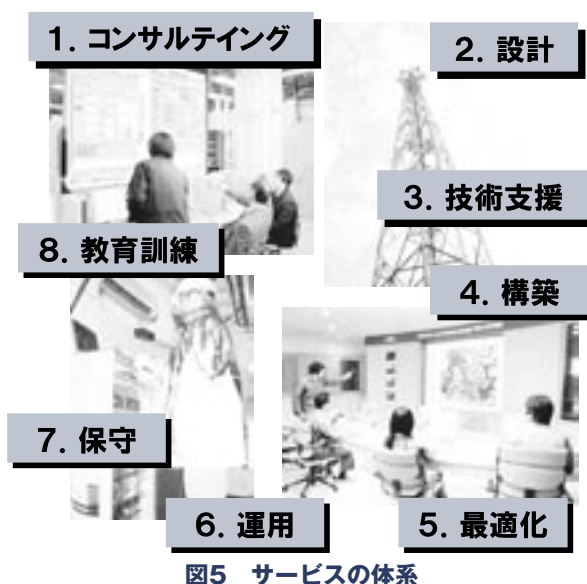 1. コンサルテイング
2. 設計
3. 技術支援
4. 構築
5. 最適化
6. 運用
7. 保守
8. 教育訓練
図5　サービスの体系